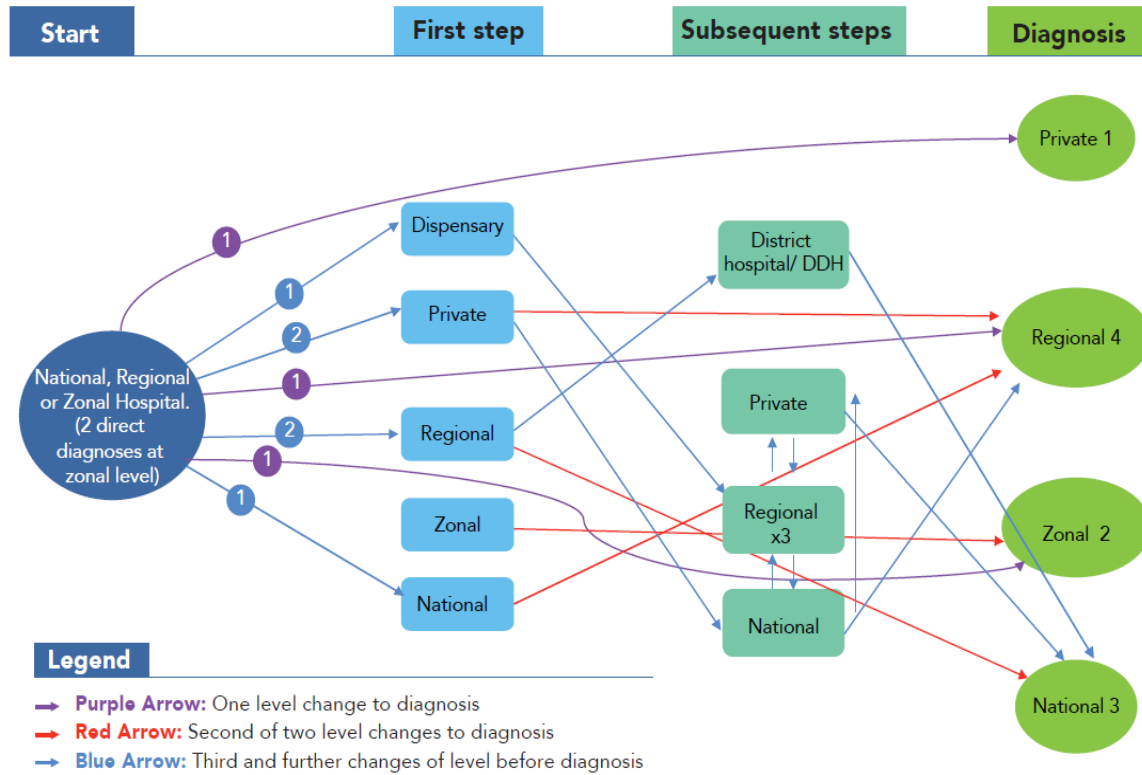 Start
First step
Subsequent steps
Diagnosis
Private 1
1
Dispensary
District
hospital/ DDH
1
Private
2
Regional 4
National, Regional
or Zonal Hospital.
(2 direct
diagnoses at
zonal level)
1
Private
2
Regional
1
Regional
x3
Zonal
Zonal 2
1
National
National
National 3
Legend
Purple Arrow: One level change to diagnosis
Red Arrow: Second of two level changes to diagnosis
Blue Arrow: Third and further changes of level before diagnosis